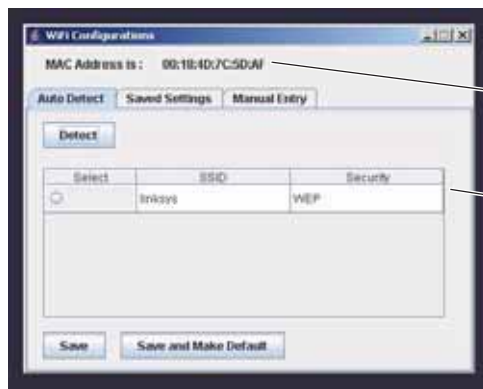 WiFi Configurations
MAC Address is : 00:18:4D:7C:5D:AF
Auto Detect Saved Settings Manual Entry
Detect
Select SSID Security
linksys WEP
Save Save and Make Default